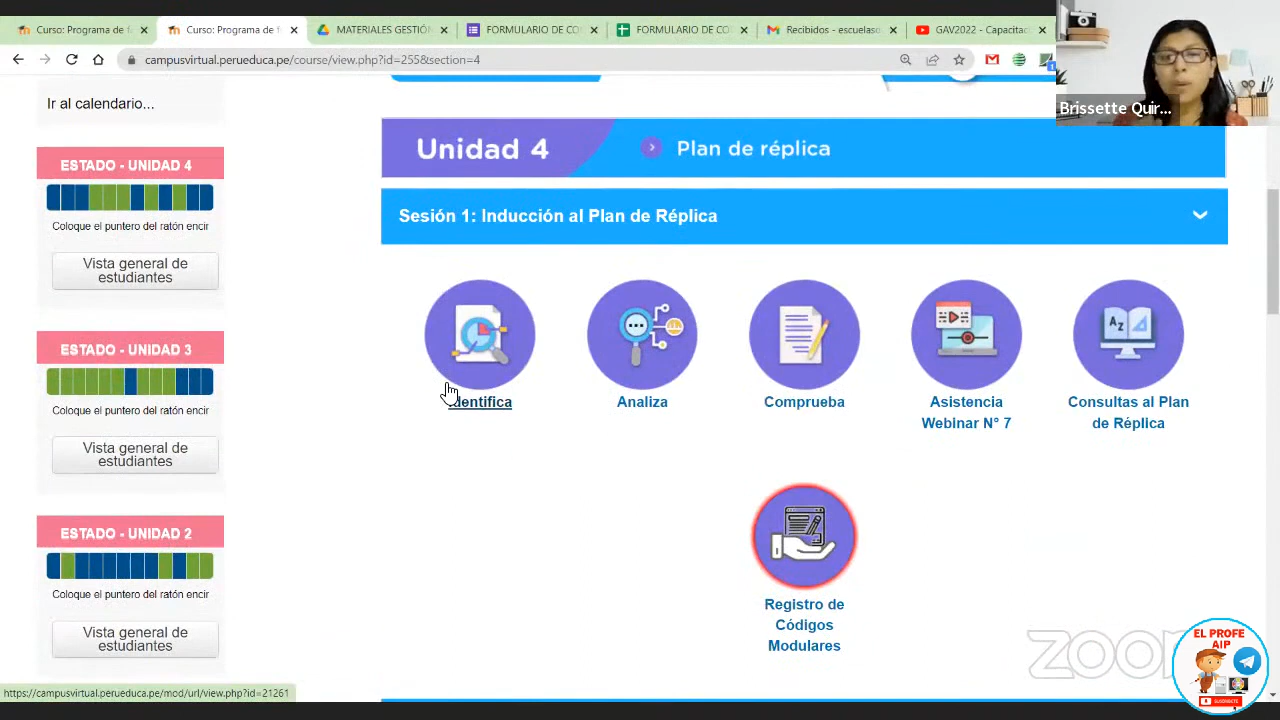 Curso: Programa de f
Curso: Programa de f
MATERIALES GESTIÓN
FORMULARIO DE CO
FORMULARIO DE CO
Recibidos - escuelaso
GAV2022 - Capacita
campusvirtual.perueduca.pe/course/view.php?id=255&section=4
Brissette Quir...
Ir al calendario...
ESTADO - UNIDAD 4
Coloque el puntero del ratón encir
Vista general de
estudiantes
ESTADO - UNIDAD 3
Coloque el puntero del ratón encir
Vista general de
estudiantes
ESTADO - UNIDAD 2
Coloque el puntero del ratón encir
Vista general de
estudiantes
Unidad 4
Plan de réplica
Sesión 1: Inducción al Plan de Réplica
Identifica
Analiza
Comprueba
Asistencia
Webinar N° 7
Consultas al Plan
de Réplica
Registro de
Códigos
Modulares
zoom
EL PROFE
AIP
https://campusvirtual.perueduca.pe/mod/url/view.php?id=21261